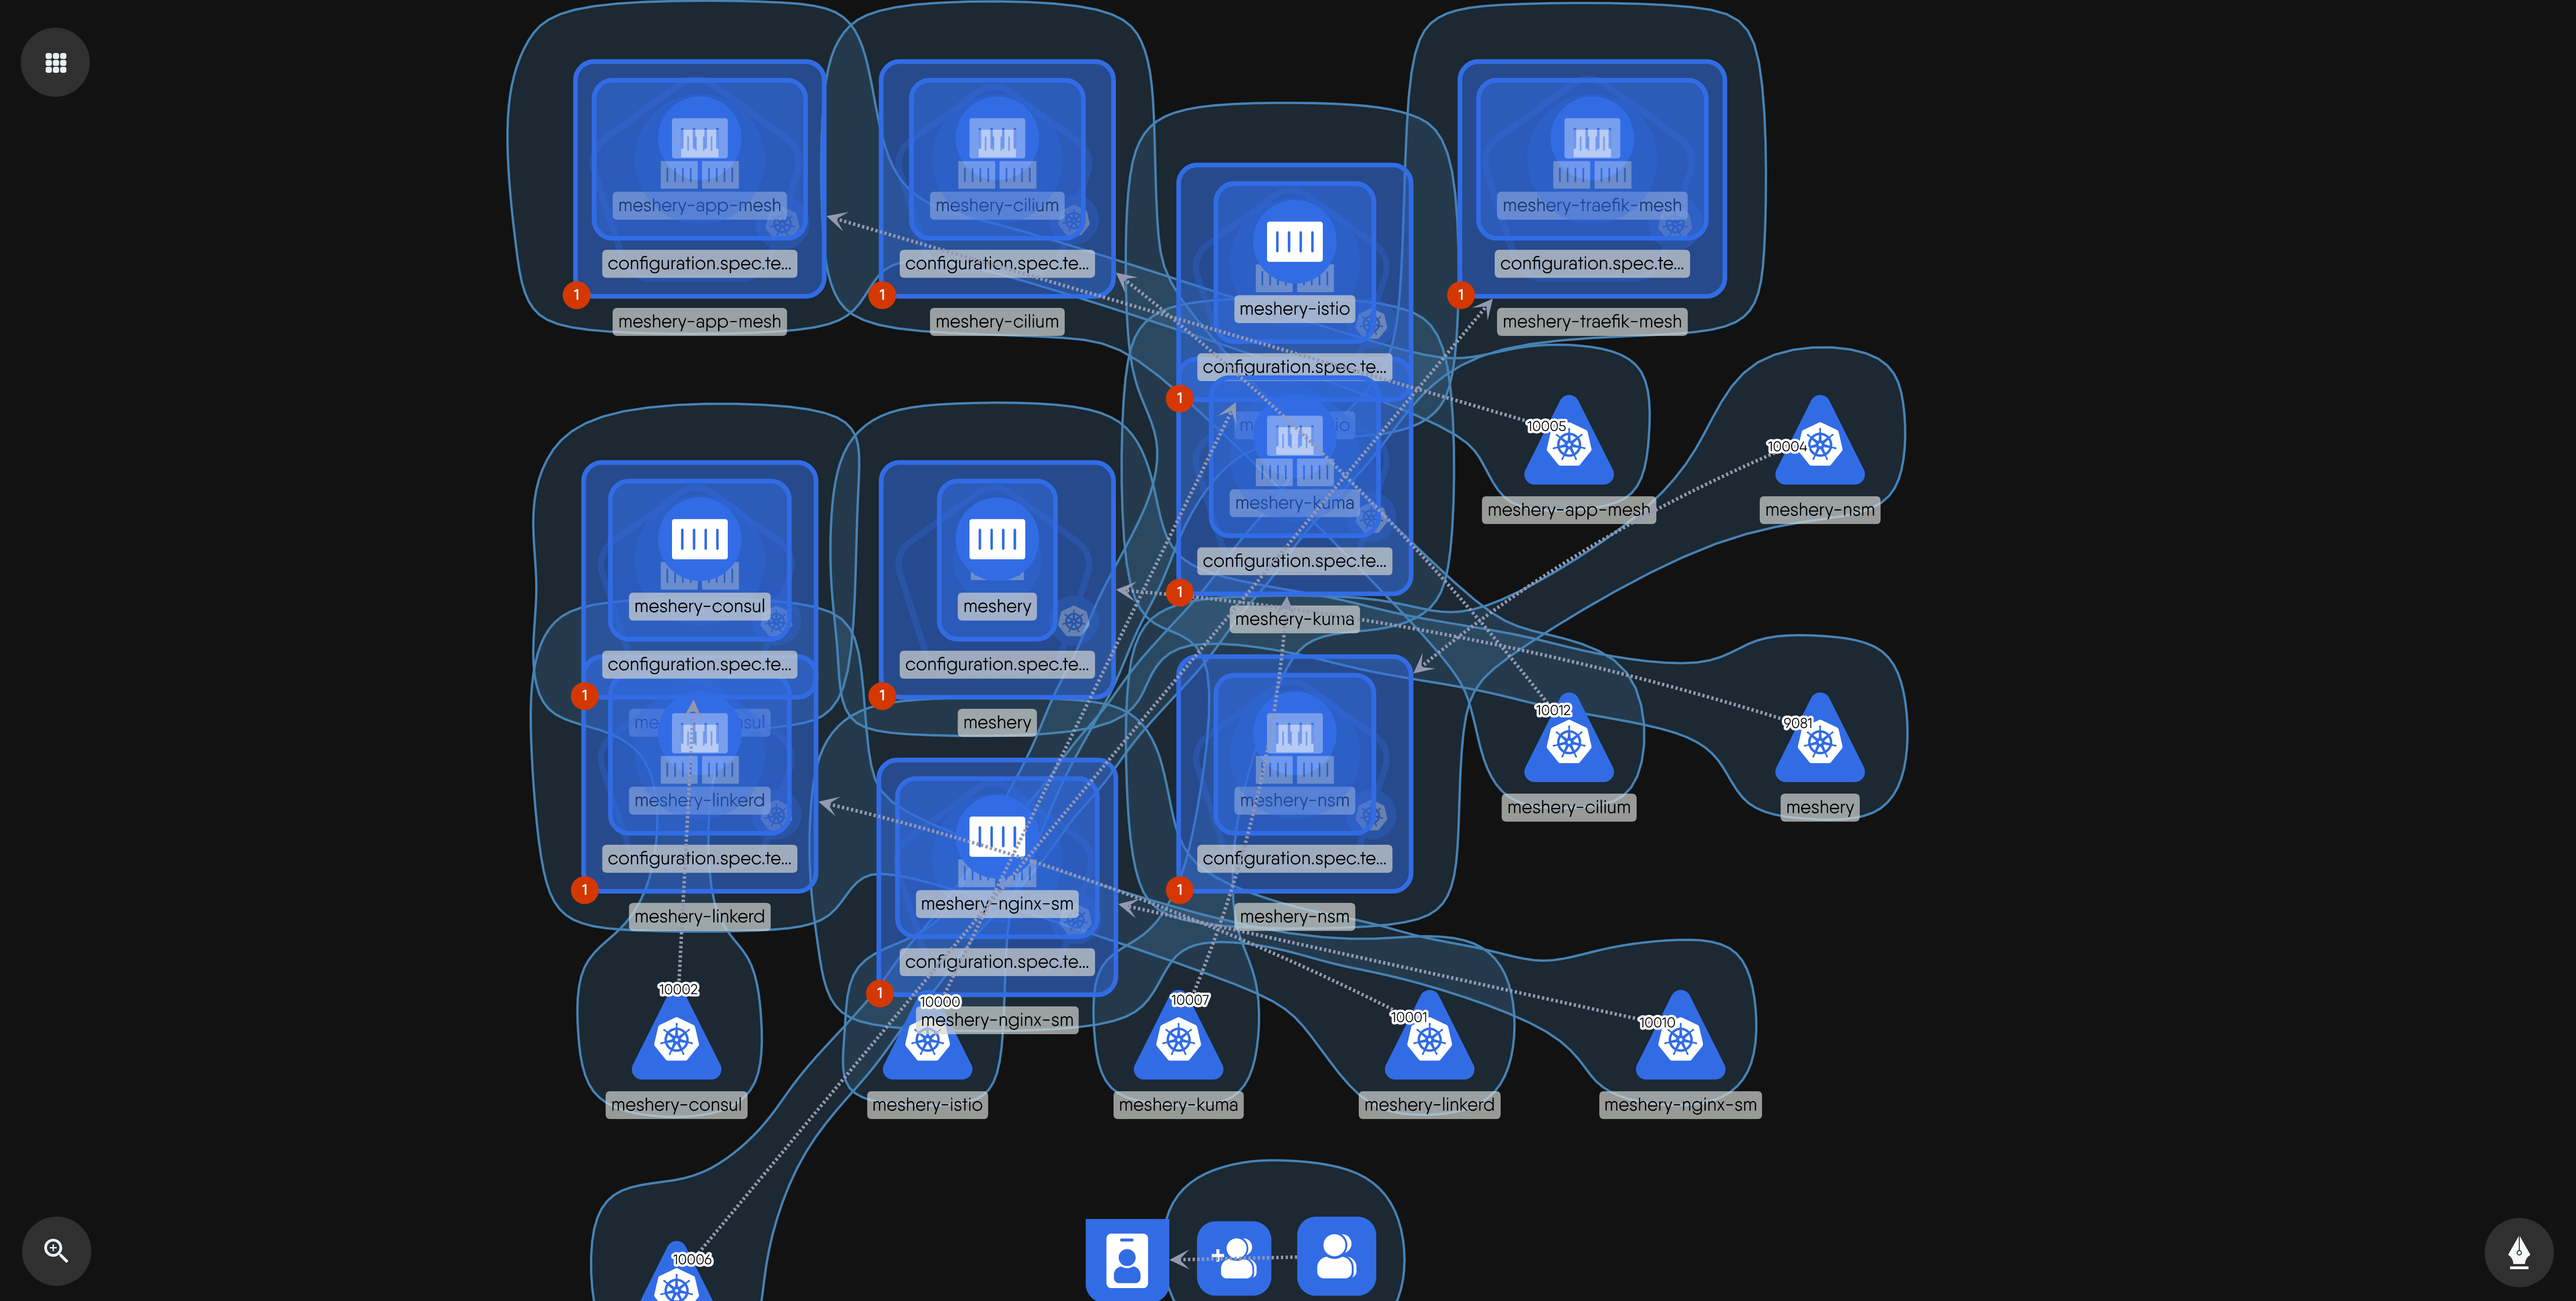 meshery-app-mesh
configuration.spec.te...
1
meshery-app-mesh
meshery-cilium
configuration.spec.te...
1
meshery-cilium
meshery-istio
configuration.spec.te...
1
meshery-traefik-mesh
configuration.spec.te...
1
meshery-traefik-mesh
meshery-kuma
configuration.spec.te...
1
meshery-kuma
10005
meshery-app-mesh
10004
meshery-nsm
meshery-consul
configuration.spec.te...
1
meshery
configuration.spec.te...
1
meshery
meshery-linkerd
configuration.spec.te...
1
meshery-linkerd
meshery-nginx-sm
configuration.spec.te...
1
meshery-nginx-sm
meshery-nsm
configuration.spec.te...
1
meshery-nsm
10012
meshery-cilium
9081
meshery
10002
meshery-consul
10000
meshery-istio
10007
meshery-kuma
10001
meshery-linkerd
10010
meshery-nginx-sm
10006